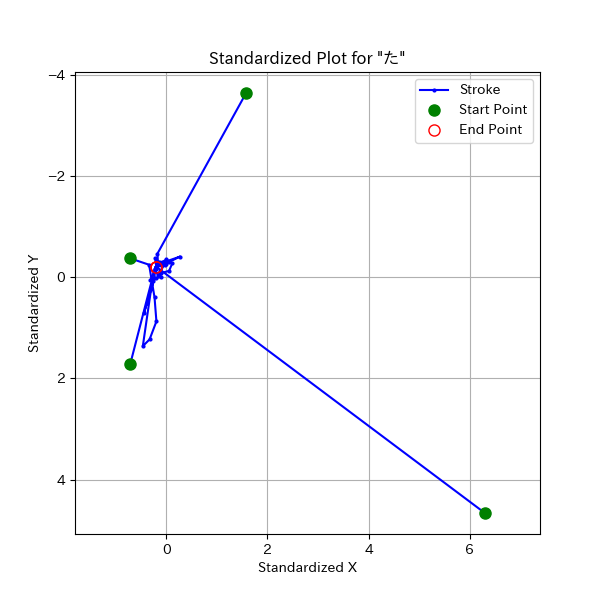 Standardized Plot for "た"
Stroke
Start Point
End Point
Standardized Y
−4
−2
0
2
4
0 2 4 6
Standardized X